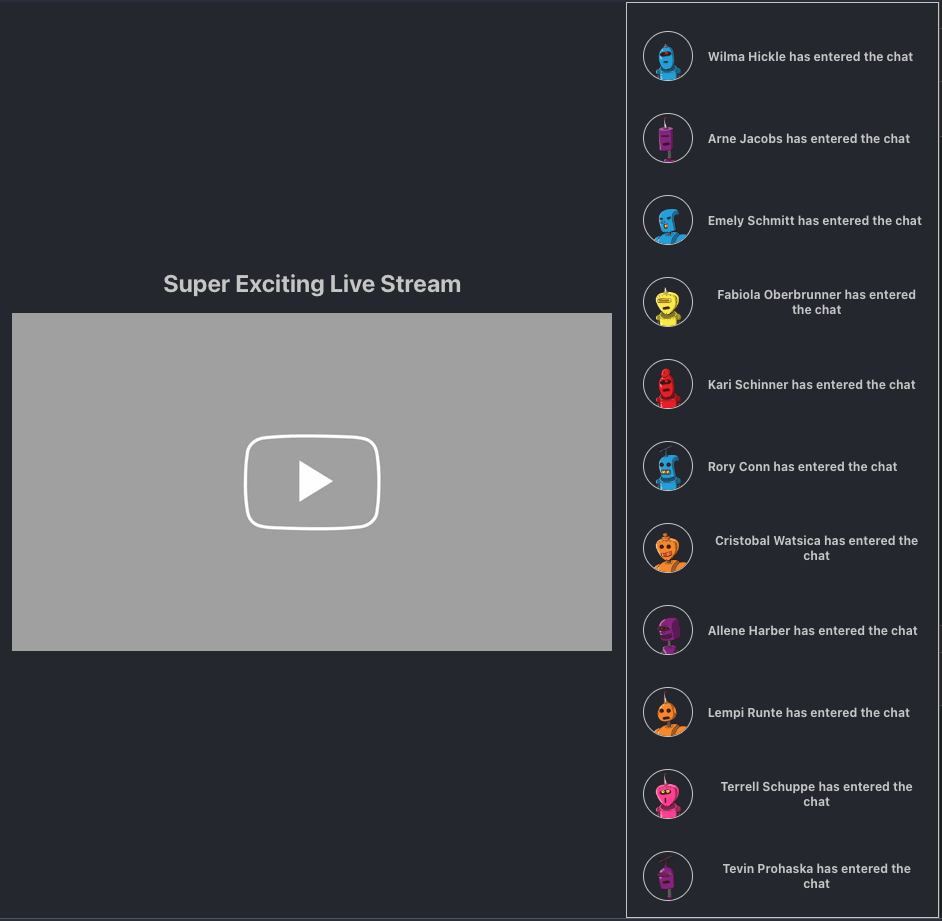 Super Exciting Live Stream
Wilma Hickle has entered the chat
Arne Jacobs has entered the chat
Emely Schmitt has entered the chat
Fabiola Oberbrunner has entered
the chat
Kari Schinner has entered the chat
Rory Conn has entered the chat
Cristobal Watsica has entered the
chat
Allene Harber has entered the chat
Lempi Runte has entered the chat
Terrell Schuppe has entered the
chat
Tevin Prohaska has entered the
chat